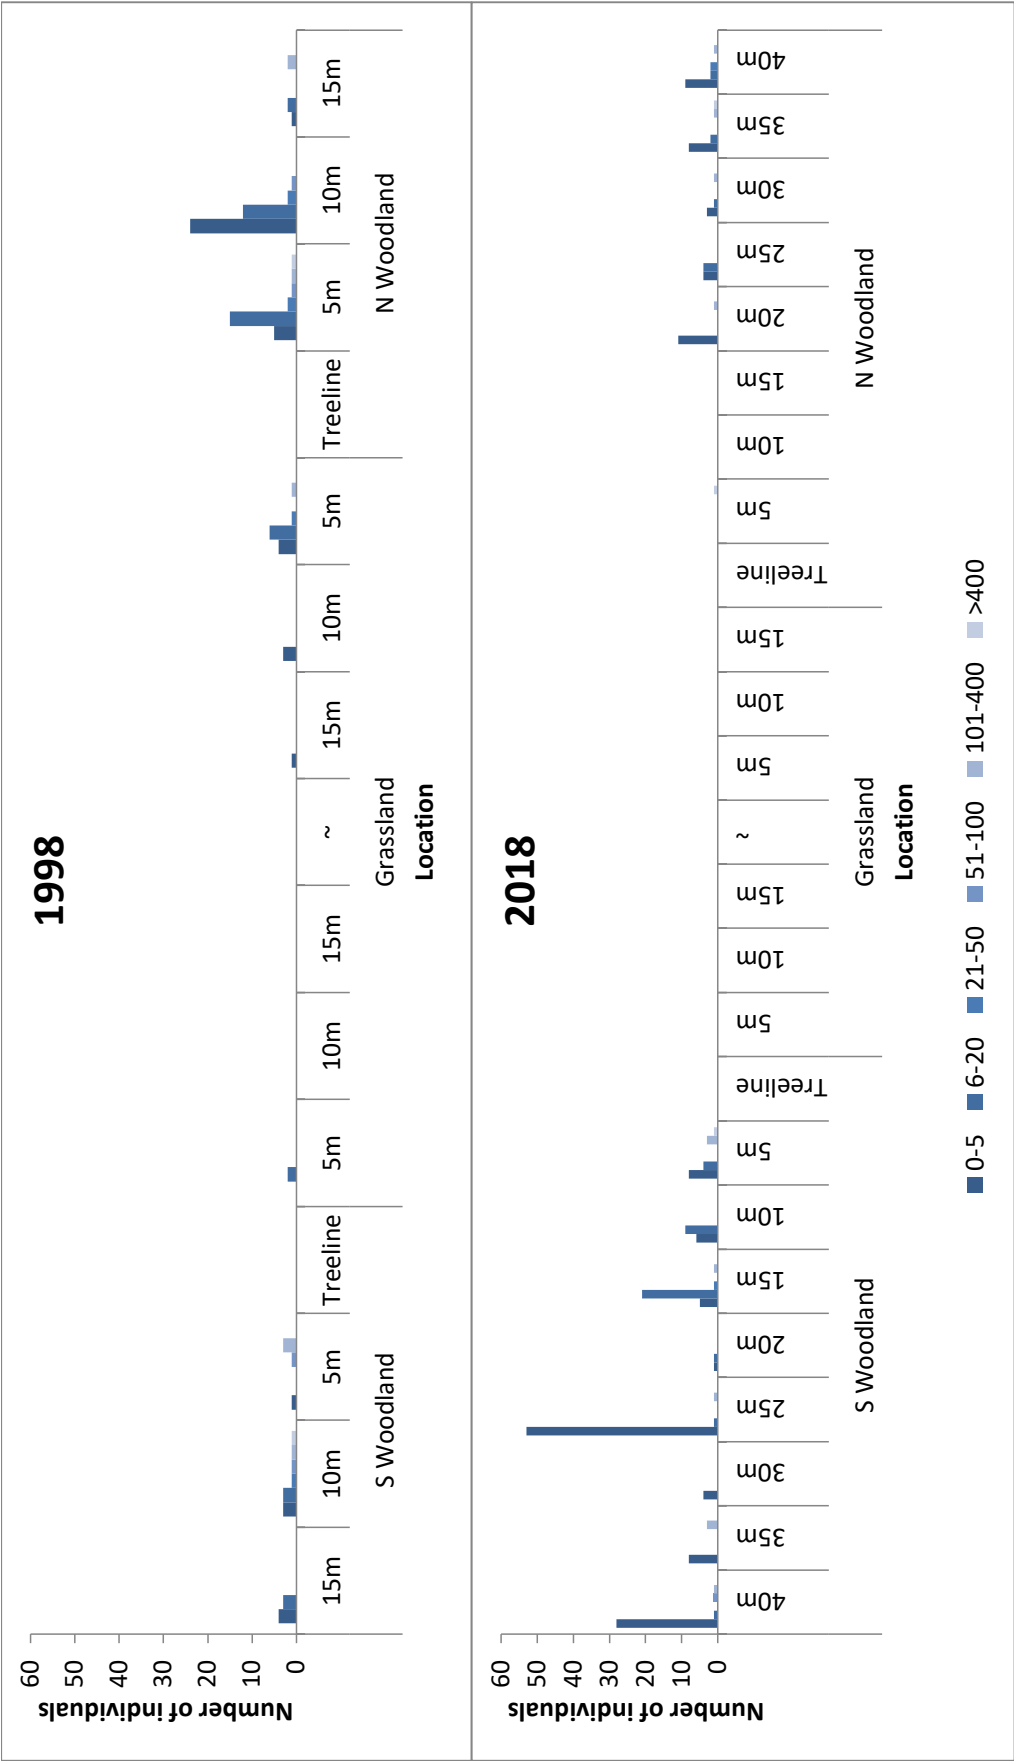 1998
Number of individuals
60
50
40
30
20
10
0
15m 10m 5m Treeline 5m 10m 15m ~ 15m 10m 5m Treeline 5m 10m 15m
S Woodland Grassland N Woodland
Location
2018
Number of individuals
60
50
40
30
20
10
0
40m 35m 30m 25m 20m 15m 10m 5m Treeline 5m 10m 15m ~ 5m 10m 15m Treeline 5m 10m 15m 20m 25m 30m 35m 40m
S Woodland Grassland N Woodland
Location
0-5 6-20 21-50 51-100 101-400 >400